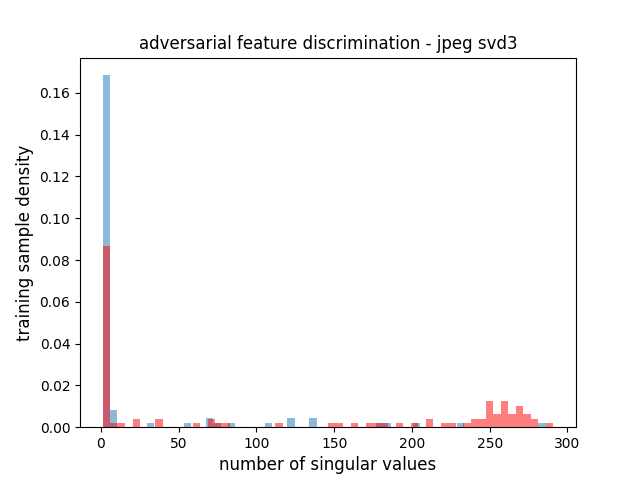 adversarial feature discrimination - jpeg svd3
training sample density
0.16
0.14
0.12
0.10
0.08
0.06
0.04
0.02
0.00
0 50 100 150 200 250 300
number of singular values